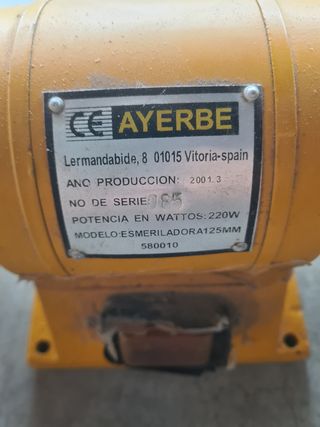 CE AYERBE
Lermandabide, 8 01015 Vitoria-spain
ANO PRODUCCION: 2001.3
NO DE SERIE:
POTENCIA EN WATTOS:220W
MODELO:ESMERILADORA125MM
580010